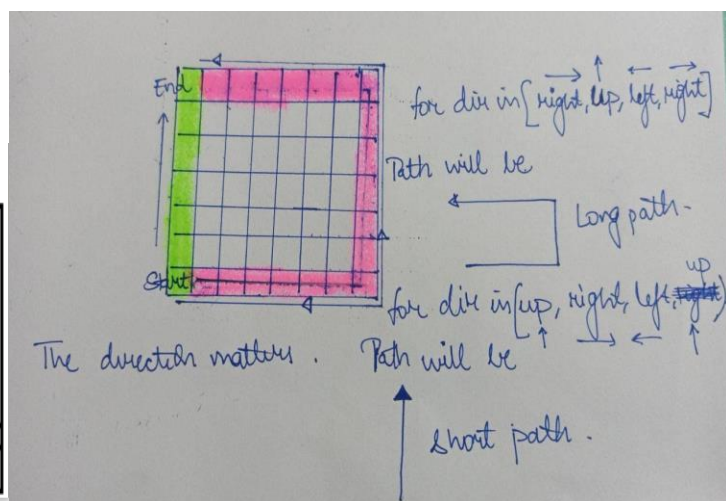 End
for dir in [right, up, left, right]
Path will be
Long path.
Start
up
for dir in [up, right, left, right)
The direction matters. Path will be
short path.